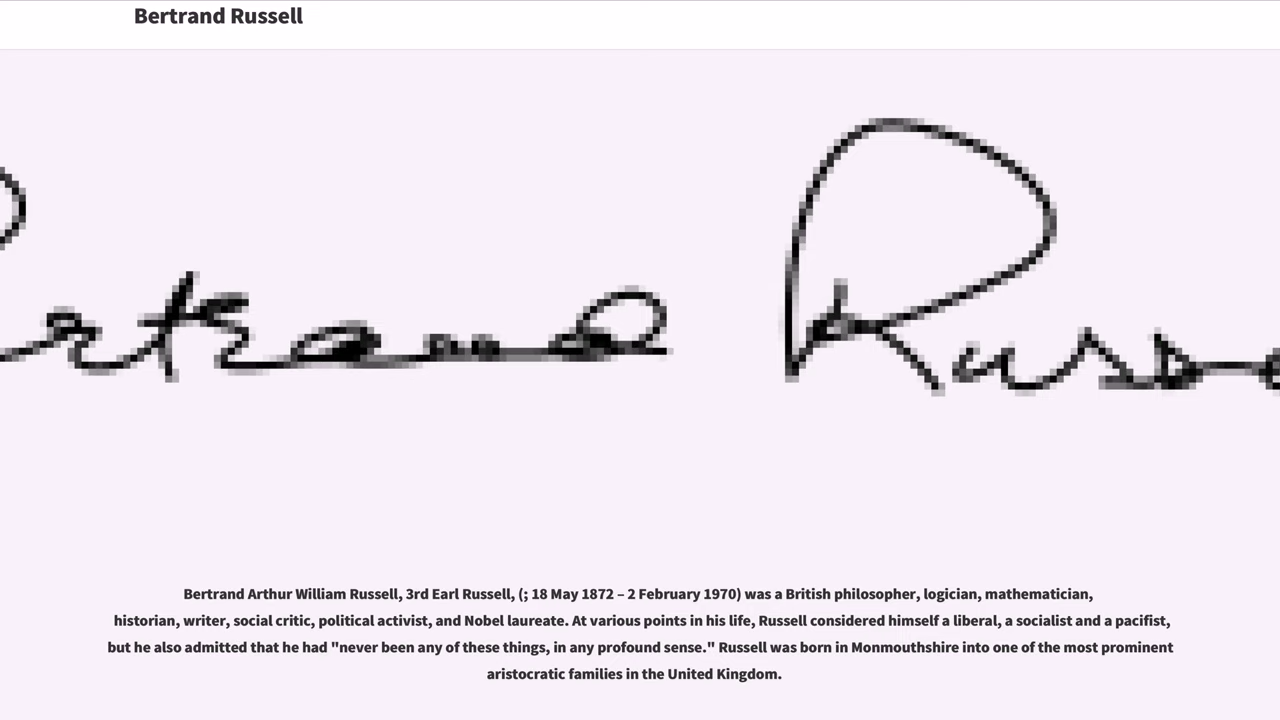 Bertrand Russell
ertrand Russe
Bertrand Arthur William Russell, 3rd Earl Russell, (; 18 May 1872 – 2 February 1970) was a British philosopher, logician, mathematician,
historian, writer, social critic, political activist, and Nobel laureate. At various points in his life, Russell considered himself a liberal, a socialist and a pacifist,
but he also admitted that he had "never been any of these things, in any profound sense." Russell was born in Monmouthshire into one of the most prominent
aristocratic families in the United Kingdom.